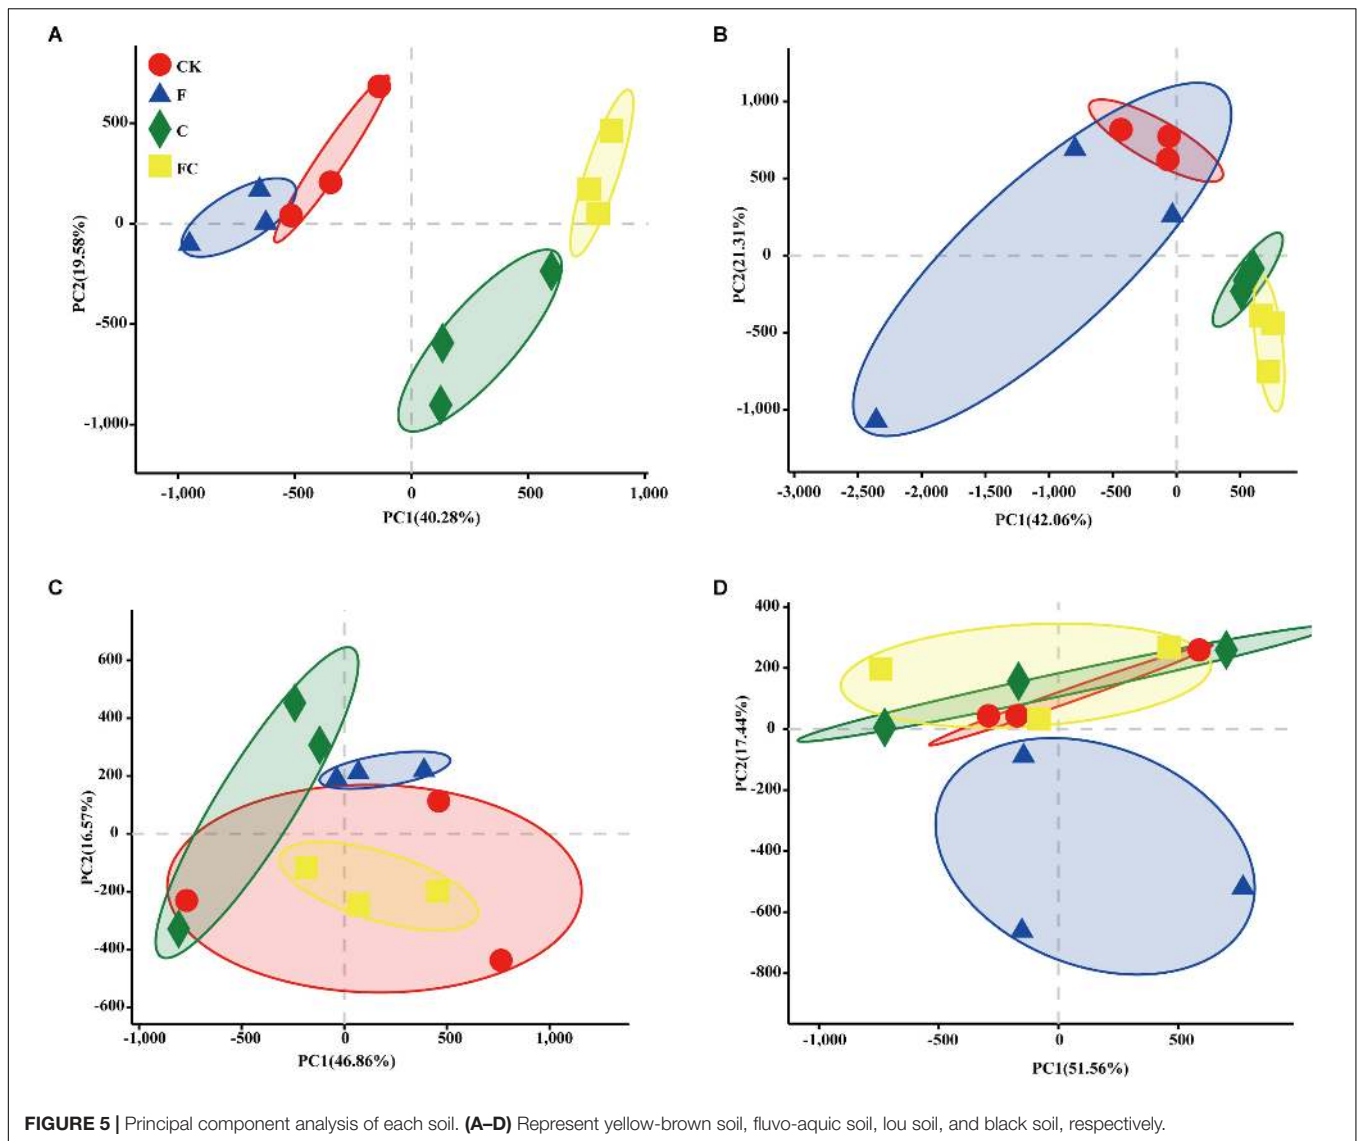 A
CK
F
C
FC
500
0
-500
-1,000
PC2(19.58%)
-1,000 -500 0 500 1,000
PC1(40.28%)
B
1,000
500
0
-500
-1,000
PC2(21.31%)
-3,000 -2,500 -2,000 -1,500 -1,000 -500 0 500
PC1(42.06%)
C
600
400
200
0
-200
-400
-600
PC2(16.57%)
-1,000 -500 0 500 1,000
PC1(46.86%)
D
400
200
0
-200
-400
-600
-800
PC2(17.44%)
-1,000 -500 0 500
PC1(51.56%)
FIGURE 5 | Principal component analysis of each soil. (A–D) Represent yellow-brown soil, fluvo-aquic soil, lou soil, and black soil, respectively.